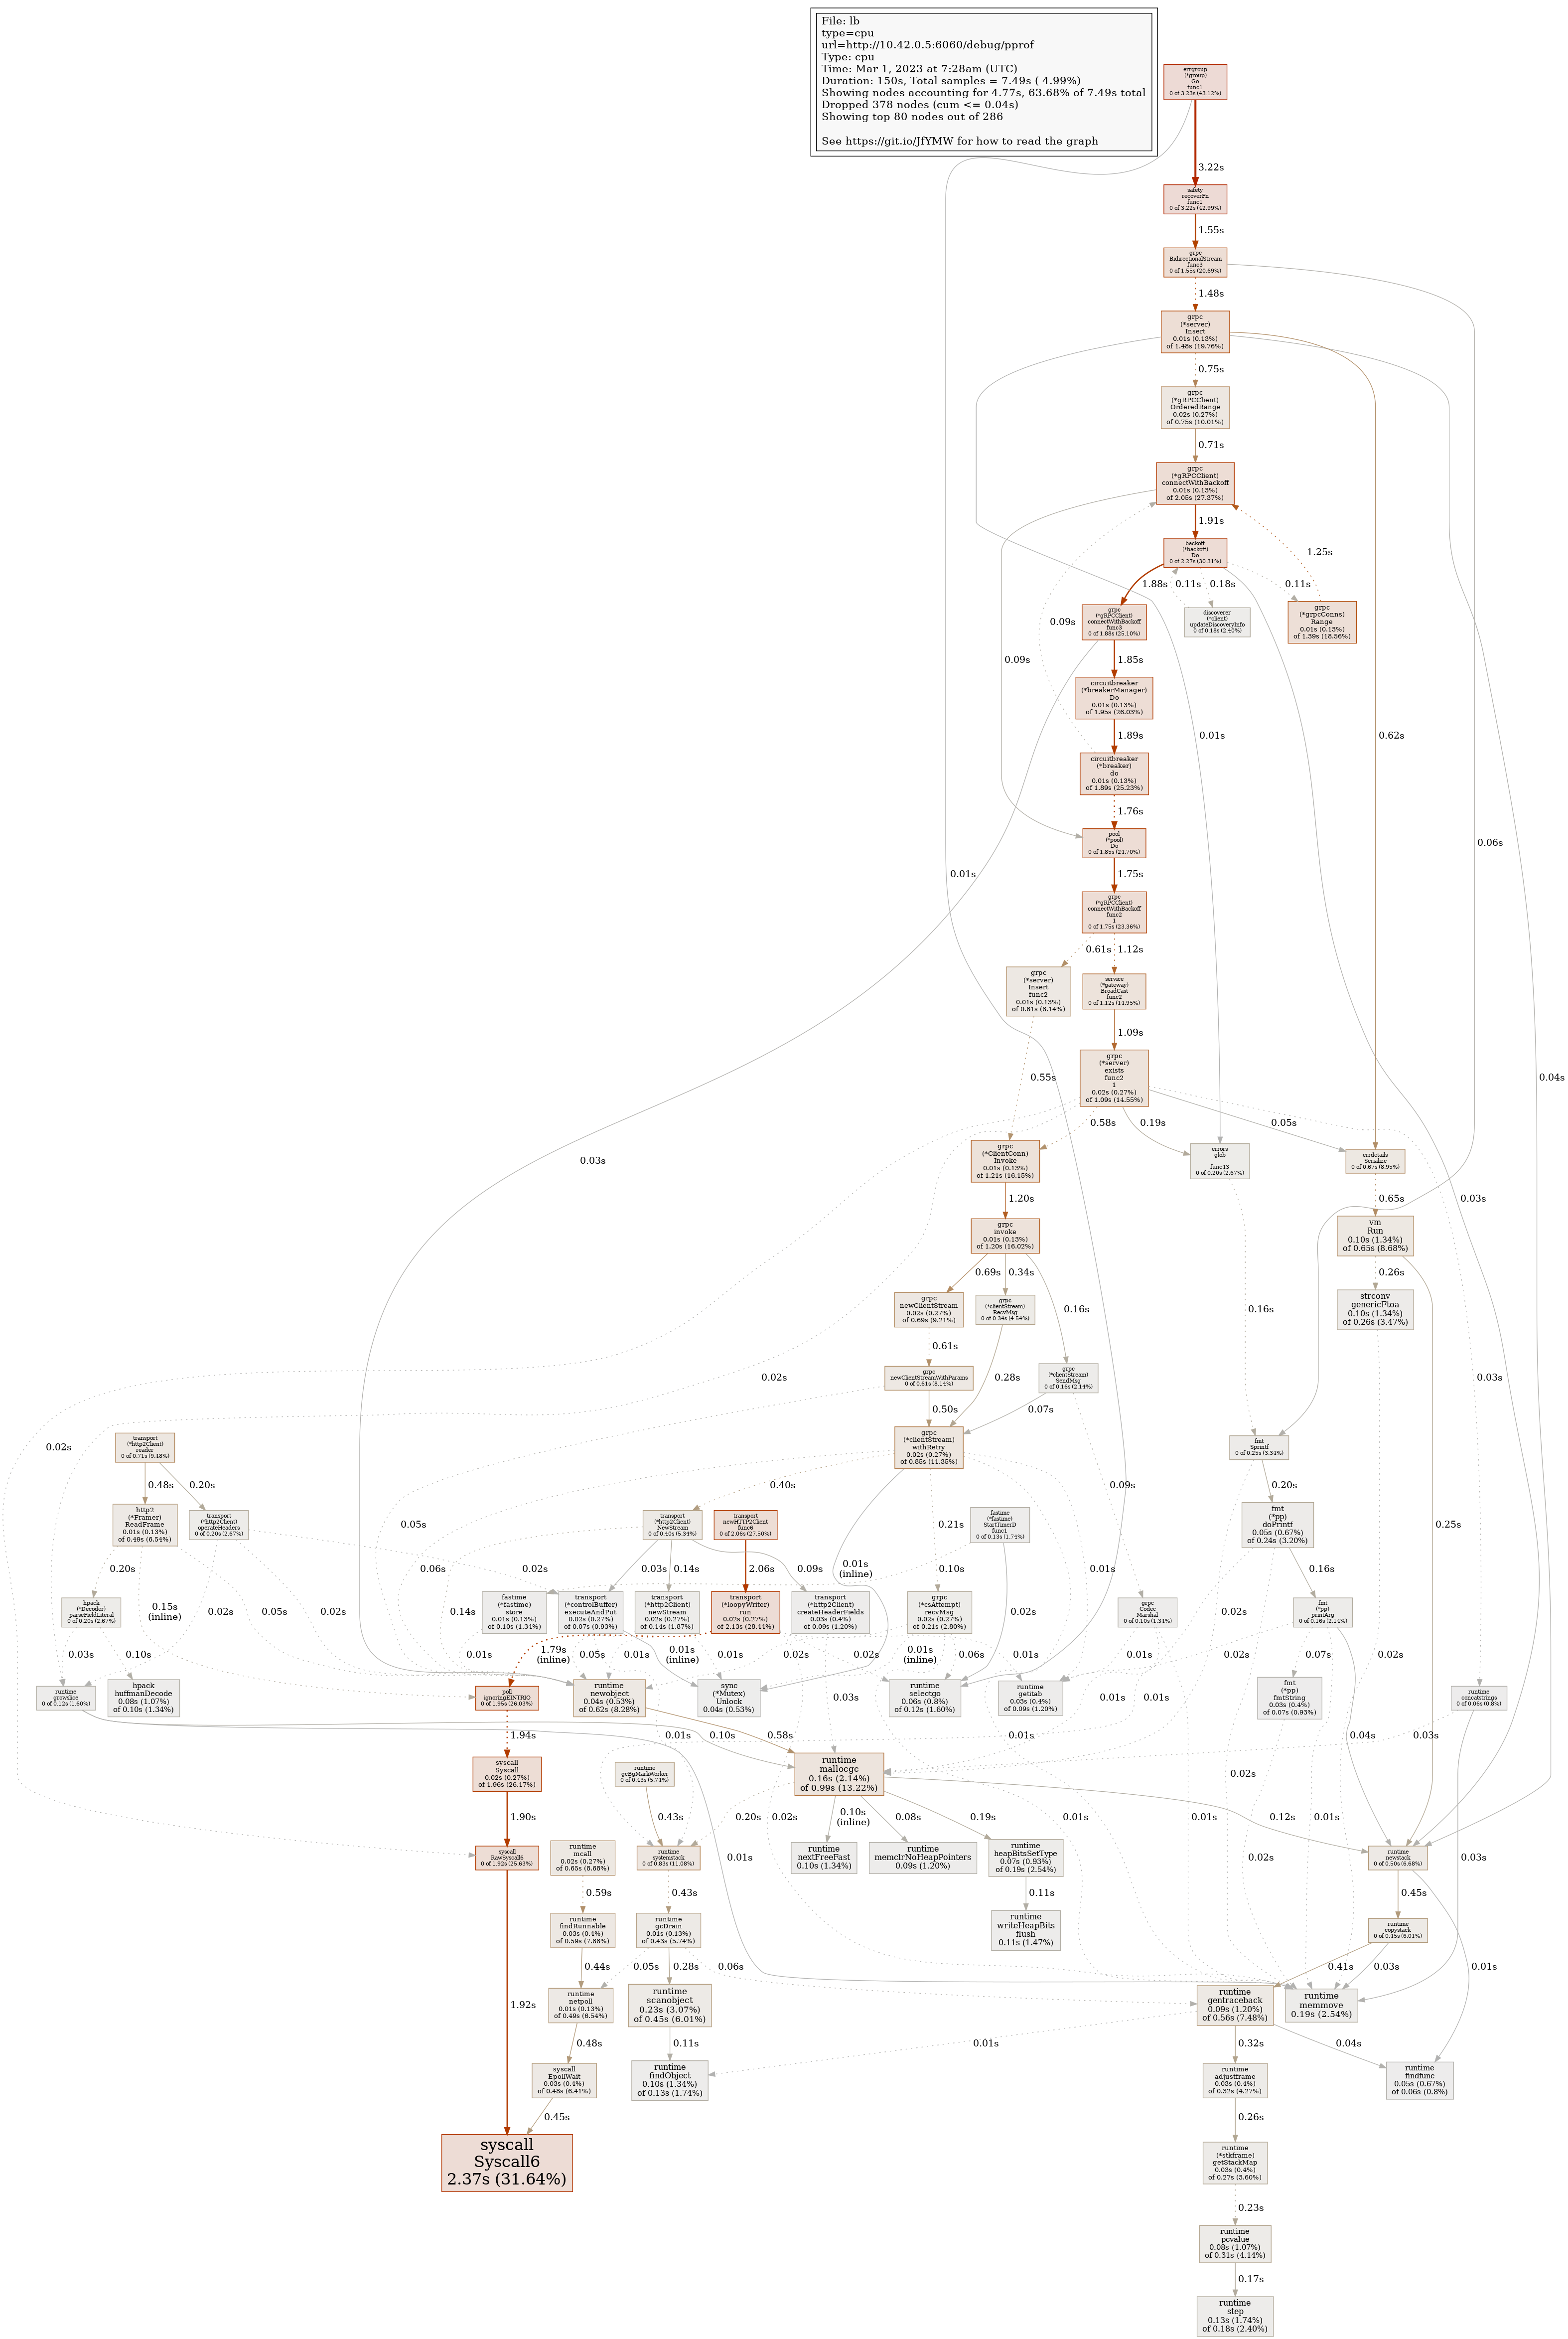 File: lb
type=cpu
url=http://10.42.0.5:6060/debug/pprof
Type: cpu
Time: Mar 1, 2023 at 7:28am (UTC)
Duration: 150s, Total samples = 7.49s ( 4.99%)
Showing nodes accounting for 4.77s, 63.68% of 7.49s total
Dropped 378 nodes (cum <= 0.04s)
Showing top 80 nodes out of 286
See https://git.io/JfYMW for how to read the graph
errgroup
(*group)
Go
func1
0 of 3.23s (43.12%)
3.22s
safety
recoverFn
func1
0 of 3.22s (42.99%)
1.55s
grpc
BidirectionalStream
func3
0 of 1.55s (20.69%)
1.48s
grpc
(*server)
Insert
0.01s (0.13%)
of 1.48s (19.76%)
0.75s
grpc
(*gRPCClient)
OrderedRange
0.02s (0.27%)
of 0.75s (10.01%)
0.71s
grpc
(*gRPCClient)
connectWithBackoff
0.01s (0.13%)
of 2.05s (27.37%)
1.91s
1.25s
backoff
(*backoff)
Do
0 of 2.27s (30.31%)
1.88s
0.11s
0.18s
0.11s
grpc
(*gRPCClient)
connectWithBackoff
func3
0 of 1.88s (25.10%)
discoverer
(*client)
updateDiscoveryInfo
0 of 0.18s (2.40%)
grpc
(*grpcConns)
Range
0.01s (0.13%)
of 1.39s (18.56%)
0.09s
0.09s
1.85s
circuitbreaker
(*breakerManager)
Do
0.01s (0.13%)
of 1.95s (26.03%)
1.89s
0.01s
0.62s
circuitbreaker
(*breaker)
do
0.01s (0.13%)
of 1.89s (25.23%)
1.76s
pool
(*pool)
Do
0 of 1.85s (24.70%)
0.06s
1.75s
0.01s
grpc
(*gRPCClient)
connectWithBackoff
func2
1
0 of 1.75s (23.36%)
0.61s
1.12s
grpc
(*server)
Insert
func2
0.01s (0.13%)
of 0.61s (8.14%)
service
(*gateway)
BroadCast
func2
0 of 1.12s (14.95%)
1.09s
0.55s
grpc
(*server)
exists
func2
1
0.02s (0.27%)
of 1.09s (14.55%)
0.04s
0.58s
0.19s
0.05s
0.03s
grpc
(*ClientConn)
Invoke
0.01s (0.13%)
of 1.21s (16.15%)
errors
glob

func43
0 of 0.20s (2.67%)
errdetails
Serialize
0 of 0.67s (8.95%)
1.20s
0.65s
0.03s
grpc
invoke
0.01s (0.13%)
of 1.20s (16.02%)
vm
Run
0.10s (1.34%)
of 0.65s (8.68%)
0.69s
0.34s
0.16s
0.16s
0.26s
grpc
newClientStream
0.02s (0.27%)
of 0.69s (9.21%)
grpc
(*clientStream)
RecvMsg
0 of 0.34s (4.54%)
strconv
genericFtoa
0.10s (1.34%)
of 0.26s (3.47%)
0.61s
0.02s
0.28s
0.03s
grpc
newClientStreamWithParams
0 of 0.61s (8.14%)
grpc
(*clientStream)
SendMsg
0 of 0.16s (2.14%)
0.50s
0.07s
0.02s
transport
(*http2Client)
reader
0 of 0.71s (9.48%)
grpc
(*clientStream)
withRetry
0.02s (0.27%)
of 0.85s (11.35%)
fmt
Sprintf
0 of 0.25s (3.34%)
0.48s
0.20s
0.40s
0.09s
0.20s
http2
(*Framer)
ReadFrame
0.01s (0.13%)
of 0.49s (6.54%)
transport
(*http2Client)
operateHeaders
0 of 0.20s (2.67%)
0.05s
transport
(*http2Client)
NewStream
0 of 0.40s (5.34%)
transport
newHTTP2Client
func6
0 of 2.06s (27.50%)
0.21s
fastime
(*fastime)
StartTimerD
func1
0 of 0.13s (1.74%)
fmt
(*pp)
doPrintf
0.05s (0.67%)
of 0.24s (3.20%)
0.25s
0.20s
0.06s
0.02s
0.03s
0.14s
2.06s
0.09s
0.01s
(inline)
0.10s
0.01s
0.16s
hpack
(*Decoder)
parseFieldLiteral
0 of 0.20s (2.67%)
0.15s
(inline)
0.02s
0.05s
0.02s
0.14s
fastime
(*fastime)
store
0.01s (0.13%)
of 0.10s (1.34%)
transport
(*controlBuffer)
executeAndPut
0.02s (0.27%)
of 0.07s (0.93%)
transport
(*http2Client)
newStream
0.02s (0.27%)
of 0.14s (1.87%)
transport
(*loopyWriter)
run
0.02s (0.27%)
of 2.13s (28.44%)
transport
(*http2Client)
createHeaderFields
0.03s (0.4%)
of 0.09s (1.20%)
grpc
(*csAttempt)
recvMsg
0.02s (0.27%)
of 0.21s (2.80%)
0.02s
grpc
Codec
Marshal
0 of 0.10s (1.34%)
0.02s
fmt
(*pp)
printArg
0 of 0.16s (2.14%)
0.03s
0.10s
0.01s
1.79s
(inline)
0.05s
0.01s
0.01s
(inline)
0.01s
0.02s
0.02s
0.01s
(inline)
0.06s
0.01s
0.01s
0.02s
0.07s
0.02s
runtime
growslice
0 of 0.12s (1.60%)
hpack
huffmanDecode
0.08s (1.07%)
of 0.10s (1.34%)
poll
ignoringEINTRIO
0 of 1.95s (26.03%)
runtime
newobject
0.04s (0.53%)
of 0.62s (8.28%)
sync
(*Mutex)
Unlock
0.04s (0.53%)
0.03s
runtime
selectgo
0.06s (0.8%)
of 0.12s (1.60%)
runtime
getitab
0.03s (0.4%)
of 0.09s (1.20%)
0.01s
0.01s
fmt
(*pp)
fmtString
0.03s (0.4%)
of 0.07s (0.93%)
runtime
concatstrings
0 of 0.06s (0.8%)
1.94s
0.01s
0.10s
0.58s
0.01s
0.04s
0.03s
syscall
Syscall
0.02s (0.27%)
of 1.96s (26.17%)
runtime
gcBgMarkWorker
0 of 0.43s (5.74%)
runtime
mallocgc
0.16s (2.14%)
of 0.99s (13.22%)
0.02s
1.90s
0.43s
0.20s
0.02s
0.10s
(inline)
0.08s
0.19s
0.01s
0.12s
0.01s
0.01s
syscall
RawSyscall6
0 of 1.92s (25.63%)
runtime
mcall
0.02s (0.27%)
of 0.65s (8.68%)
runtime
systemstack
0 of 0.83s (11.08%)
0.01s
runtime
nextFreeFast
0.10s (1.34%)
runtime
memclrNoHeapPointers
0.09s (1.20%)
runtime
heapBitsSetType
0.07s (0.93%)
of 0.19s (2.54%)
0.02s
runtime
newstack
0 of 0.50s (6.68%)
0.03s
0.59s
0.43s
0.11s
0.45s
runtime
findRunnable
0.03s (0.4%)
of 0.59s (7.88%)
runtime
gcDrain
0.01s (0.13%)
of 0.43s (5.74%)
runtime
writeHeapBits
flush
0.11s (1.47%)
runtime
copystack
0 of 0.45s (6.01%)
0.44s
0.05s
0.28s
0.06s
0.41s
0.03s
0.01s
1.92s
runtime
netpoll
0.01s (0.13%)
of 0.49s (6.54%)
runtime
scanobject
0.23s (3.07%)
of 0.45s (6.01%)
runtime
gentraceback
0.09s (1.20%)
of 0.56s (7.48%)
runtime
memmove
0.19s (2.54%)
0.48s
0.11s
0.01s
0.32s
0.04s
syscall
EpollWait
0.03s (0.4%)
of 0.48s (6.41%)
runtime
findObject
0.10s (1.34%)
of 0.13s (1.74%)
runtime
adjustframe
0.03s (0.4%)
of 0.32s (4.27%)
runtime
findfunc
0.05s (0.67%)
of 0.06s (0.8%)
0.45s
0.26s
syscall
Syscall6
2.37s (31.64%)
runtime
(*stkframe)
getStackMap
0.03s (0.4%)
of 0.27s (3.60%)
0.23s
runtime
pcvalue
0.08s (1.07%)
of 0.31s (4.14%)
0.17s
runtime
step
0.13s (1.74%)
of 0.18s (2.40%)